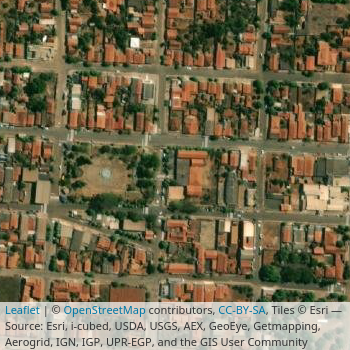 Leaflet | © OpenStreetMap contributors, CC-BY-SA, Tiles © Esri —
Source: Esri, i-cubed, USDA, USGS, AEX, GeoEye, Getmapping,
Aerogrid, IGN, IGP, UPR-EGP, and the GIS User Community